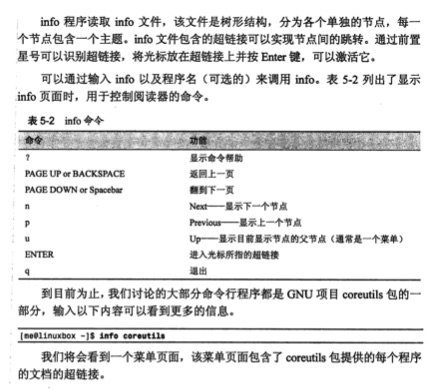 info 程序读取 info 文件，该文件是树形结构，分为各个单独的节点，每一
个节点包含一个主题。info 文件包含的超链接可以实现节点间的跳转。通过前置
星号可以识别超链接，将光标放在超链接上并按 Enter 键，可以激活它。
可以通过输入 info 以及程序名（可选的）来调用 info。表 5-2 列出了显示
info 页面时，用于控制阅读器的命令。
表 5-2 info 命令
命令 功能
? 显示命令帮助
PAGE UP or BACKSPACE 返回上一页
PAGE DOWN or Spacebar 翻到下一页
n Next——显示下一个节点
p Previous——显示上一个节点
u Up——显示目前显示节点的父节点（通常是一个菜单）
ENTER 进入光标所指的超链接
q 退出
到目前为止，我们讨论的大部分命令行程序都是 GNU 项目 coreutils 包的一
部分，输入以下内容可以看到更多的信息。
[me@linuxbox ~]$ info coreutils
我们将会看到一个菜单页面，该菜单页面包含了 coreutils 包提供的每个程序
的文档的超链接。